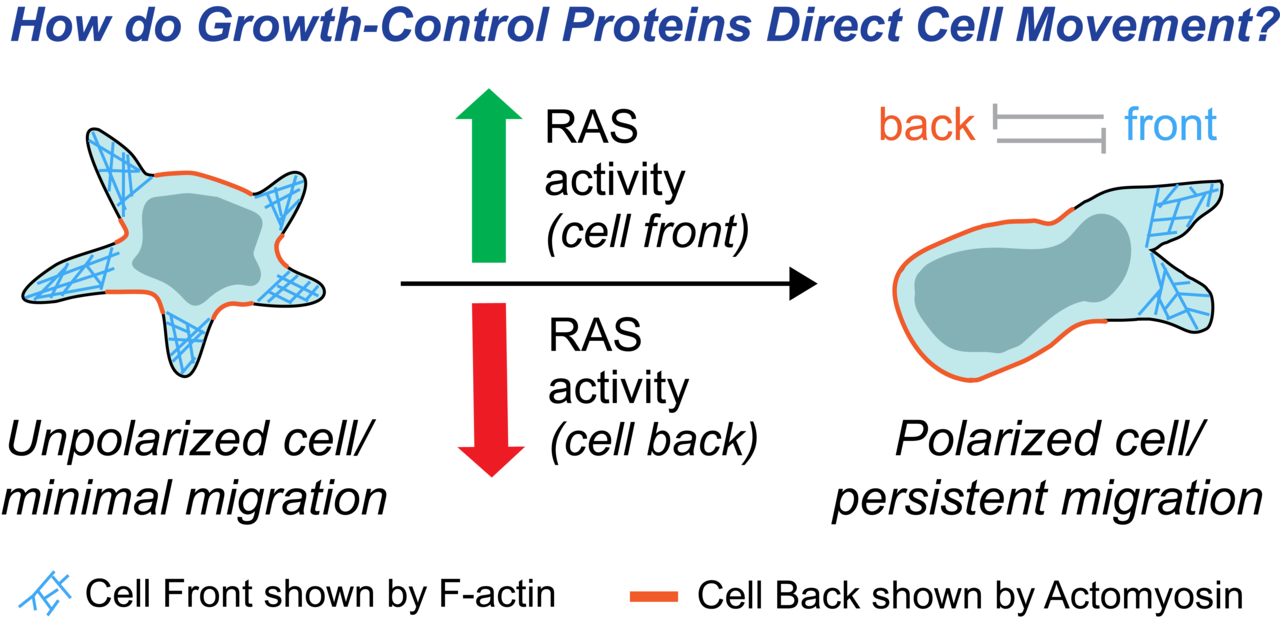 How do Growth-Control Proteins Direct Cell Movement?
RAS
activity
(cell front)
back
front
RAS
activity
(cell back)
Unpolarized cell/
minimal migration
Polarized cell/
persistent migration
Cell Front shown by F-actin
Cell Back shown by Actomyosin